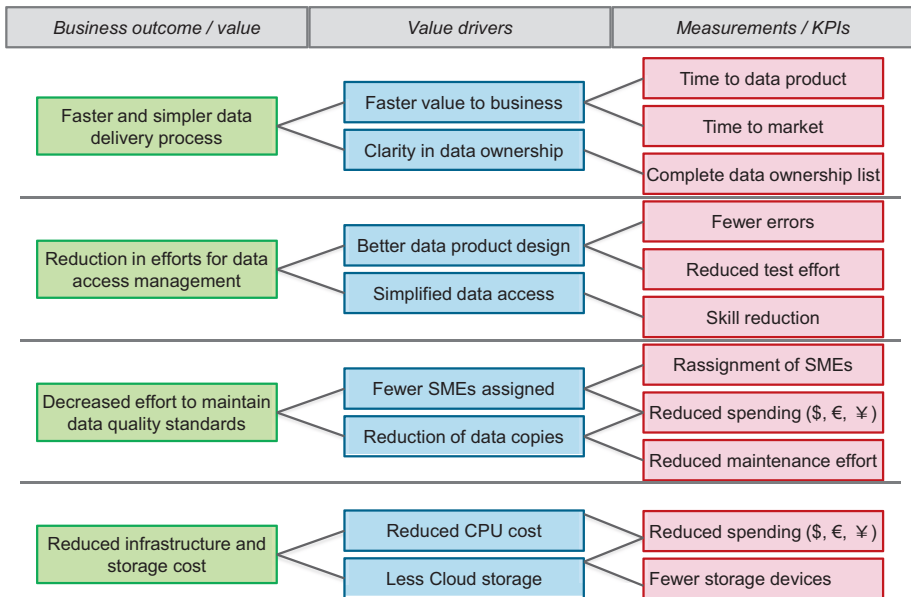 Business outcome / value
Value drivers
Measurements / KPIs
Faster and simpler data
delivery process
Faster value to business
Clarity in data ownership
Time to data product
Time to market
Complete data ownership list
Reduction in efforts for data
access management
Better data product design
Simplified data access
Fewer errors
Reduced test effort
Skill reduction
Decreased effort to maintain
data quality standards
Fewer SMEs assigned
Reduction of data copies
Rassignment of SMEs
Reduced spending ($, €, ¥)
Reduced maintenance effort
Reduced infrastructure and
storage cost
Reduced CPU cost
Less Cloud storage
Reduced spending ($, €, ¥)
Fewer storage devices